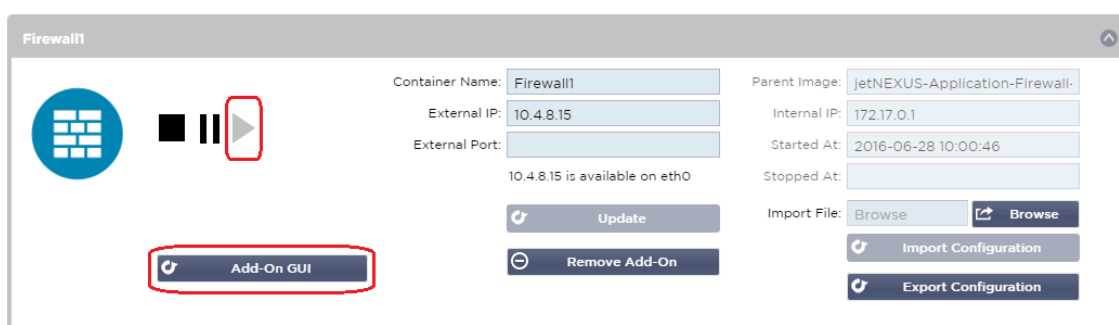 Firewall1
Container Name: Firewall1
External IP: 10.4.8.15
External Port:
10.4.8.15 is available on eth0
Update
Remove Add-On
Add-On GUI
Parent Image: jetNEXUS-Application-Firewall-
Internal IP: 172.17.0.1
Started At: 2016-06-28 10:00:46
Stopped At:
Import File: Browse Browse
Import Configuration
Export Configuration